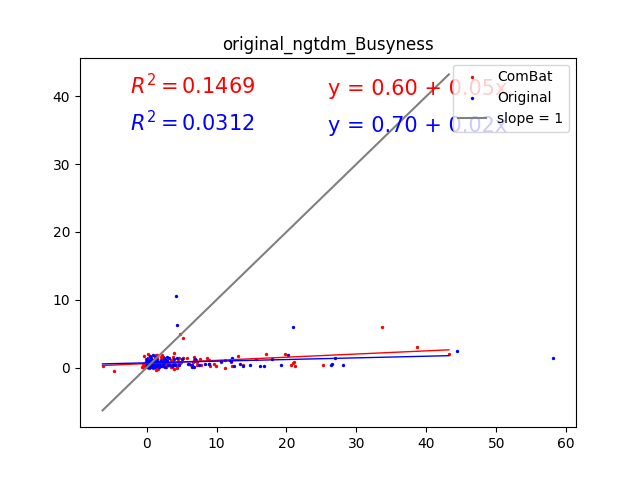 original_ngtdm_Busyness
R² = 0.1469 y = 0.60 + 0.05x
R² = 0.0312 y = 0.70 + 0.02x
ComBat
Original
slope = 1
40
30
20
10
0
0 10 20 30 40 50 60